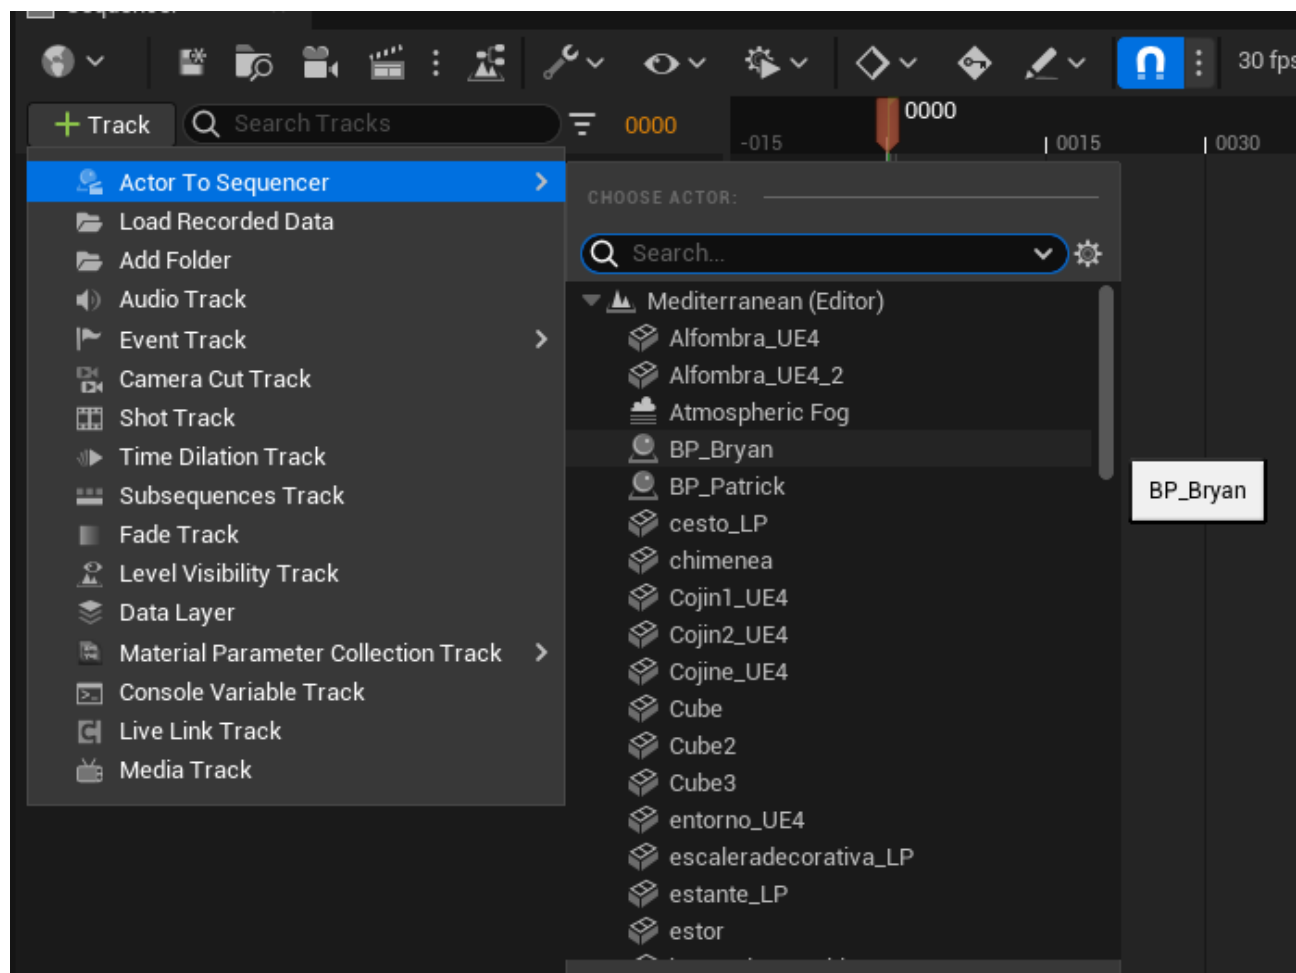 Sequencer
30 fps
+ Track
Search Tracks
0000
0000
-015
0015
0030
Actor To Sequencer
Load Recorded Data
Add Folder
Audio Track
Event Track
Camera Cut Track
Shot Track
Time Dilation Track
Subsequences Track
Fade Track
Level Visibility Track
Data Layer
Material Parameter Collection Track
Console Variable Track
Live Link Track
Media Track
CHOOSE ACTOR:
Search...
Mediterranean (Editor)
Alfombra_UE4
Alfombra_UE4_2
Atmospheric Fog
BP_Bryan
BP_Patrick
cesto_LP
chimenea
Cojin1_UE4
Cojin2_UE4
Cojine_UE4
Cube
Cube2
Cube3
entorno_UE4
escaleradecorativa_LP
estante_LP
estor
BP_Bryan